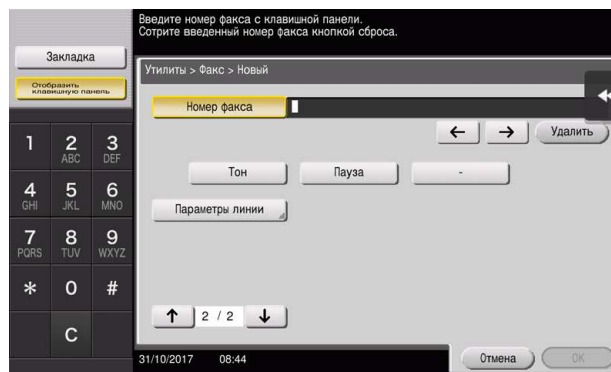 Введите номер факса с клавишной панели.
Сотрите введенный номер факса кнопкой сброса.
Закладка
Отобразить
клавишную панель
Утилиты > Факс > Новый
Номер факса
← → Удалить
1 2 3
ABC DEF
Тон Пауза -
4 5 6
GHI JKL MNO
Параметры линии
7 8 9
PQRS TUV WXYZ
* 0 #
↑ 2 / 2 ↓
C
31/10/2017 08:44
Отмена OK